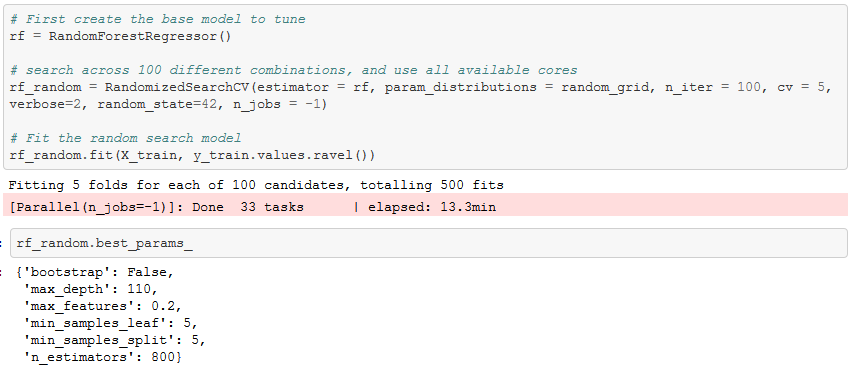 # First create the base model to tune
rf = RandomForestRegressor()
# search across 100 different combinations, and use all available cores
rf_random = RandomizedSearchCV(estimator = rf, param_distributions = random_grid, n_iter = 100, cv = 5,
verbose=2, random_state=42, n_jobs = -1)
# Fit the random search model
rf_random.fit(X_train, y_train.values.ravel())
Fitting 5 folds for each of 100 candidates, totalling 500 fits
[Parallel(n_jobs=-1)]: Done  33 tasks      | elapsed: 13.3min
: rf_random.best_params_
: {'bootstrap': False,
 'max_depth': 110,
 'max_features': 0.2,
 'min_samples_leaf': 5,
 'min_samples_split': 5,
 'n_estimators': 800}